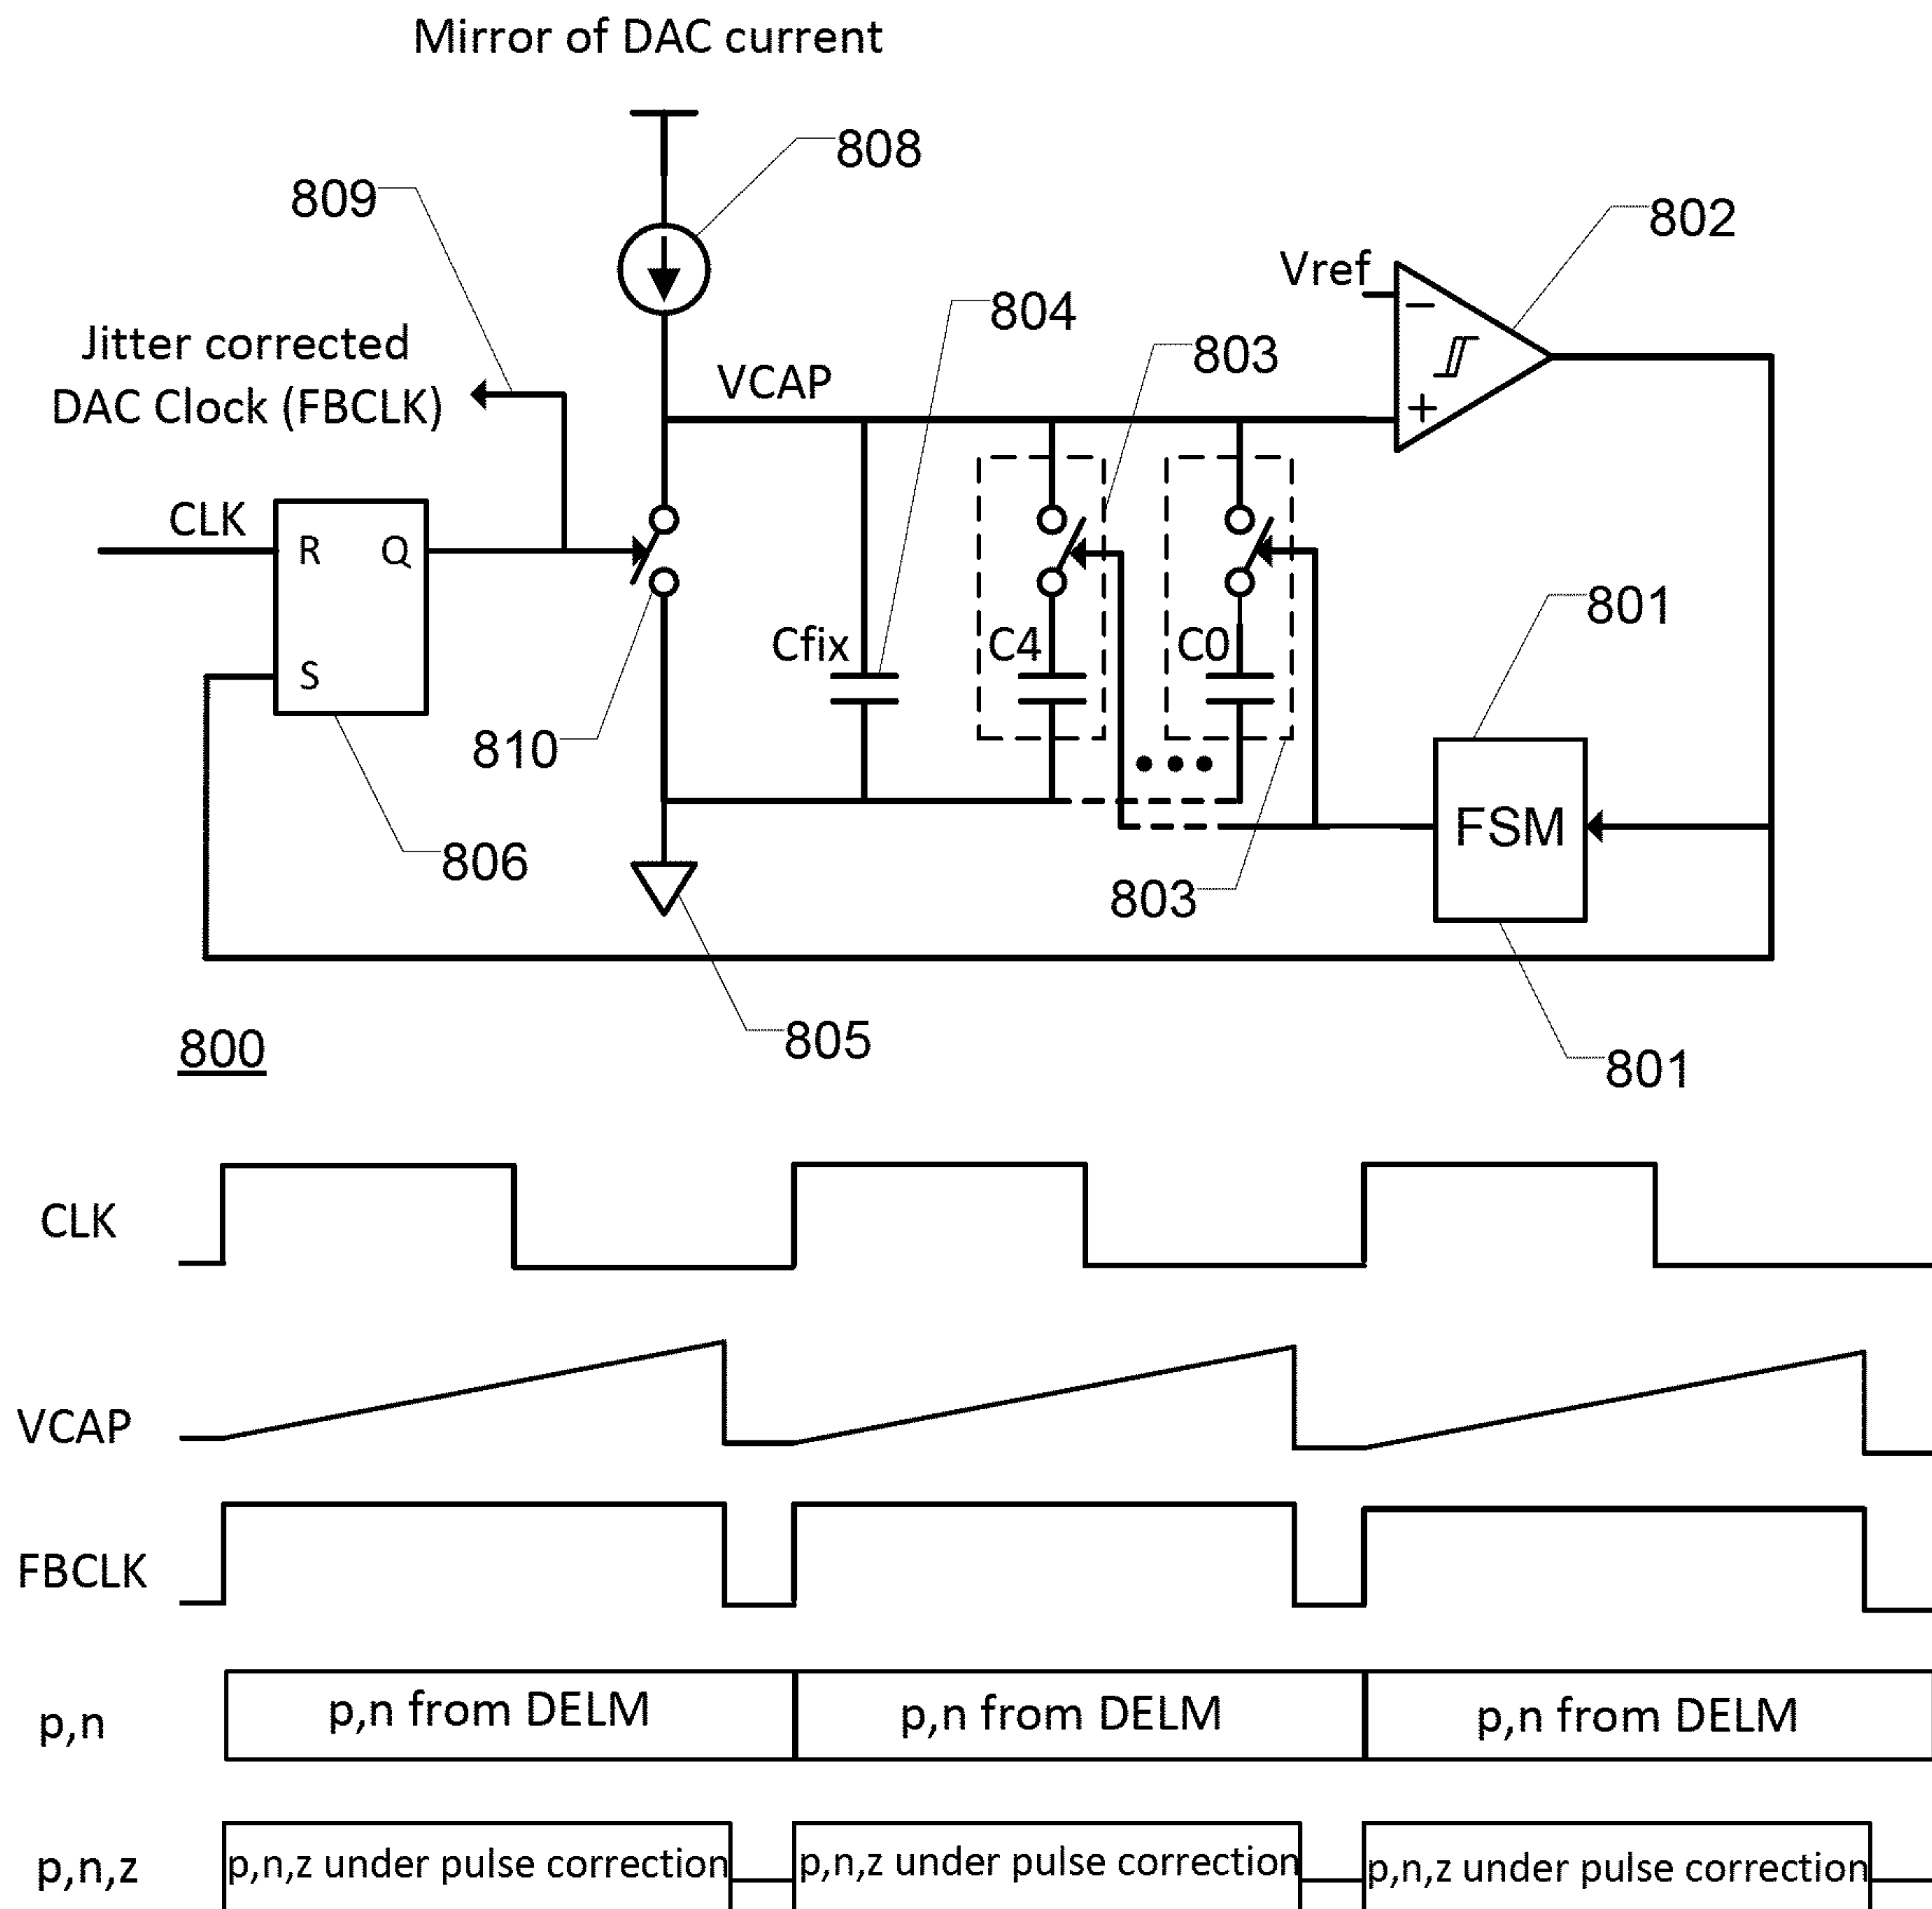 Mirror of DAC current
808
809
802
Vref
804
Jitter corrected
DAC Clock (FBCLK)
803
VCAP
−
+
CLK
R
Q
S
Cfix
C4
C0
801
810
FSM
806
803
805
801
800
CLK
VCAP
FBCLK
p,n
p,n from DELM
p,n from DELM
p,n from DELM
p,n,z
p,n,z under pulse correction
p,n,z under pulse correction
p,n,z under pulse correction